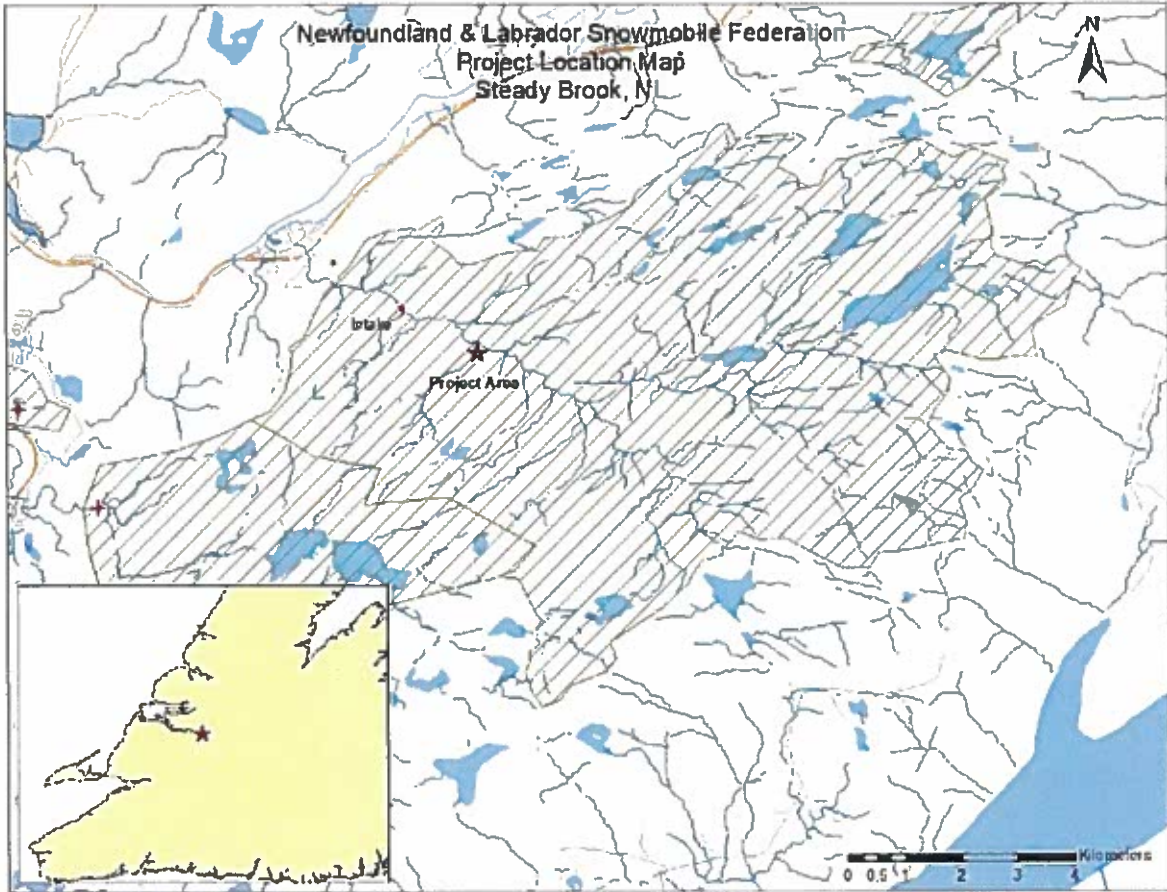 Newfoundland & Labrador Snowmobile Federation
Project Location Map
Steady Brook, NL
N
Intake
Project Area
Kilometers
0 0.5 1 2 3 4